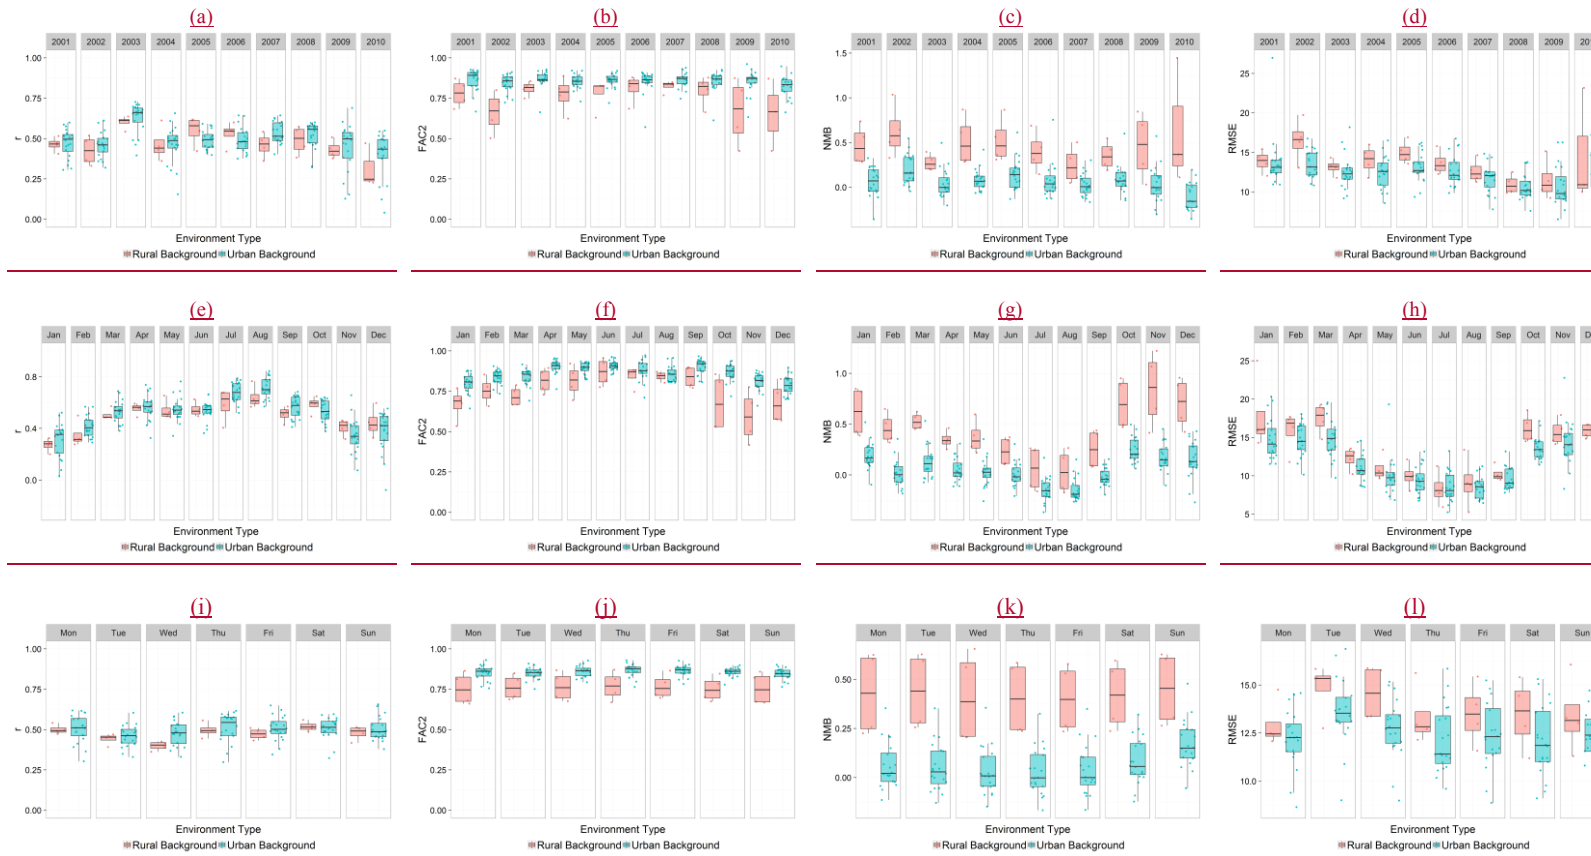 (a) (b) (c) (d)
2001 2002 2003 2004 2005 2006 2007 2008 2009 2010
1.00
0.75
0.50
0.25
0.00
r
Environment Type
Rural Background Urban Background
2001 2002 2003 2004 2005 2006 2007 2008 2009 2010
1.00
0.75
0.50
0.25
0.00
FAC2
Environment Type
Rural Background Urban Background
2001 2002 2003 2004 2005 2006 2007 2008 2009 2010
1.5
1.0
0.5
0.0
NMB
Environment Type
Rural Background Urban Background
2001 2002 2003 2004 2005 2006 2007 2008 2009
25
20
15
10
RMSE
Environment Type
Rural Background Urban Background
(e) (f) (g) (h)
Jan Feb Mar Apr May Jun Jul Aug Sep Oct Nov Dec
0.8
0.4
0.0
r
Environment Type
Rural Background Urban Background
Jan Feb Mar Apr May Jun Jul Aug Sep Oct Nov Dec
1.00
0.75
0.50
0.25
0.00
FAC2
Environment Type
Rural Background Urban Background
Jan Feb Mar Apr May Jun Jul Aug Sep Oct Nov Dec
1.0
0.5
0.0
NMB
Environment Type
Rural Background Urban Background
Jan Feb Mar Apr May Jun Jul Aug Sep Oct Nov
25
20
15
10
5
RMSE
Environment Type
Rural Background Urban Background
(i) (j) (k) (l)
Mon Tue Wed Thu Fri Sat Sun
1.00
0.75
0.50
0.25
0.00
r
Environment Type
Rural Background Urban Background
Mon Tue Wed Thu Fri Sat Sun
1.00
0.75
0.50
0.25
0.00
FAC2
Environment Type
Rural Background Urban Background
Mon Tue Wed Thu Fri Sat Sun
0.50
0.25
0.00
NMB
Environment Type
Rural Background Urban Background
Mon Tue Wed Thu Fri Sat Sun
15.0
12.5
10.0
RMSE
Environment Type
Rural Background Urban Background